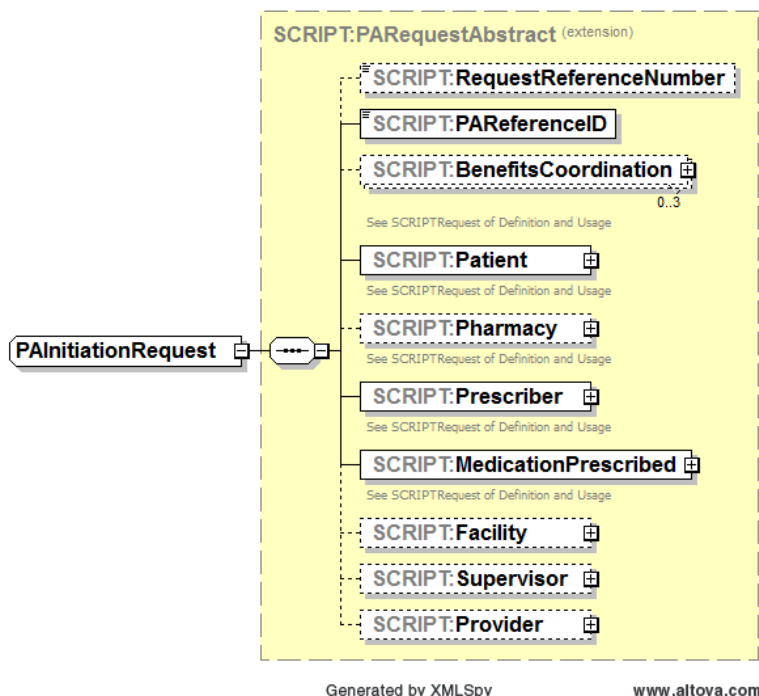 SCRIPT:PARequestAbstract (extension)
SCRIPT:RequestReferenceNumber
SCRIPT:PAReferenceID
SCRIPT:BenefitsCoordination
0..3
See SCRIPTRequest of Definition and Usage
SCRIPT:Patient
See SCRIPTRequest of Definition and Usage
SCRIPT:Pharmacy
See SCRIPTRequest of Definition and Usage
PAInitiationRequest
SCRIPT:Prescriber
See SCRIPTRequest of Definition and Usage
SCRIPT:MedicationPrescribed
See SCRIPTRequest of Definition and Usage
SCRIPT:Facility
SCRIPT:Supervisor
SCRIPT:Provider
Generated by XMLSpy www.altova.com